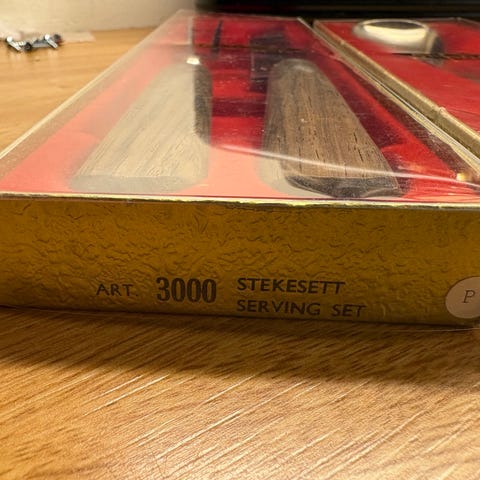 ART. 3000 STEKESETT
SERVING SET
P